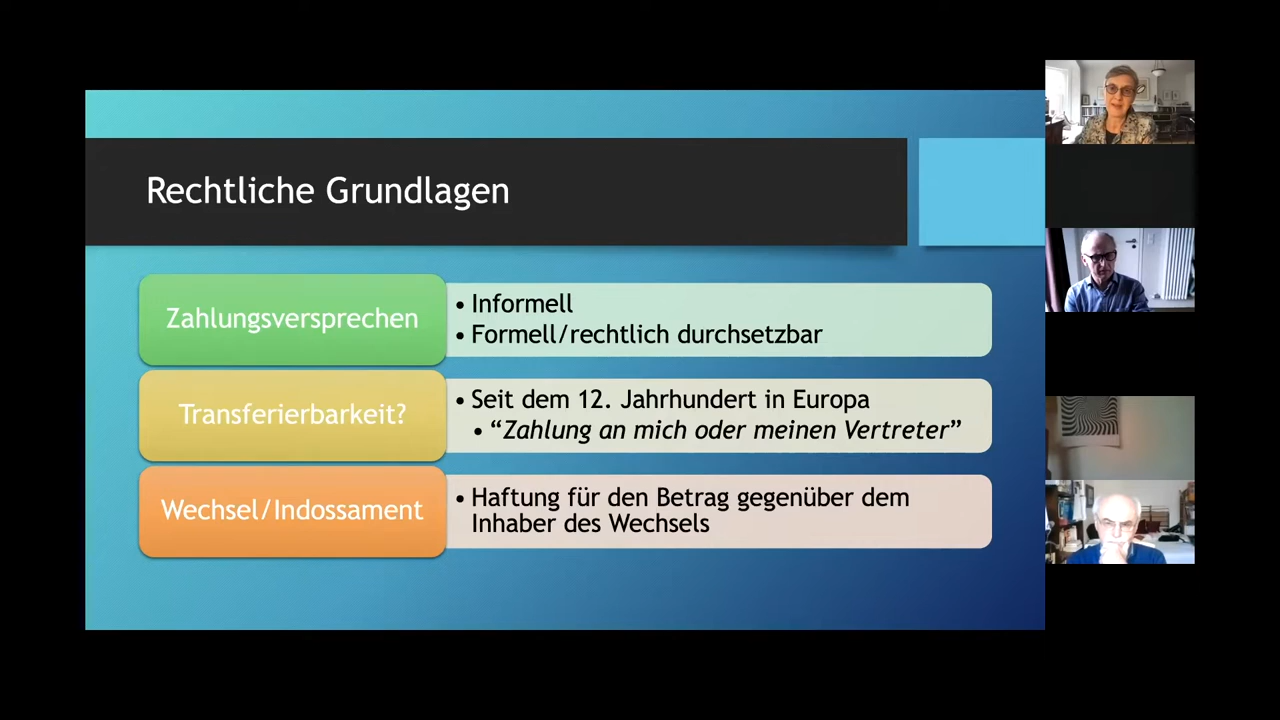 Rechtliche Grundlagen
Zahlungsversprechen
• Informell
• Formell/rechtlich durchsetzbar
Transferierbarkeit?
• Seit dem 12. Jahrhundert in Europa
• “Zahlung an mich oder meinen Vertreter”
Wechsel/Indossament
• Haftung für den Betrag gegenüber dem
Inhaber des Wechsels